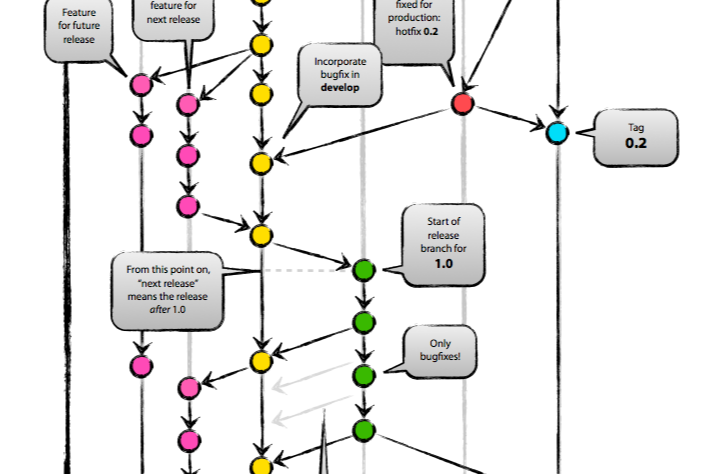 Feature
for future
release
feature for
next release
fixed for
production:
hotfix 0.2
Incorporate
bugfix in
develop
Tag
0.2
Start of
release
branch for
1.0
From this point on,
“next release”
means the release
after 1.0
Only
bugfixes!